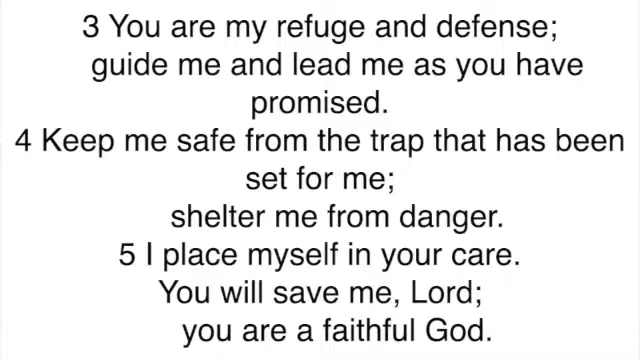 3 You are my refuge and defense;
guide me and lead me as you have
promised.
4 Keep me safe from the trap that has been
set for me;
shelter me from danger.
5 I place myself in your care.
You will save me, Lord;
you are a faithful God.